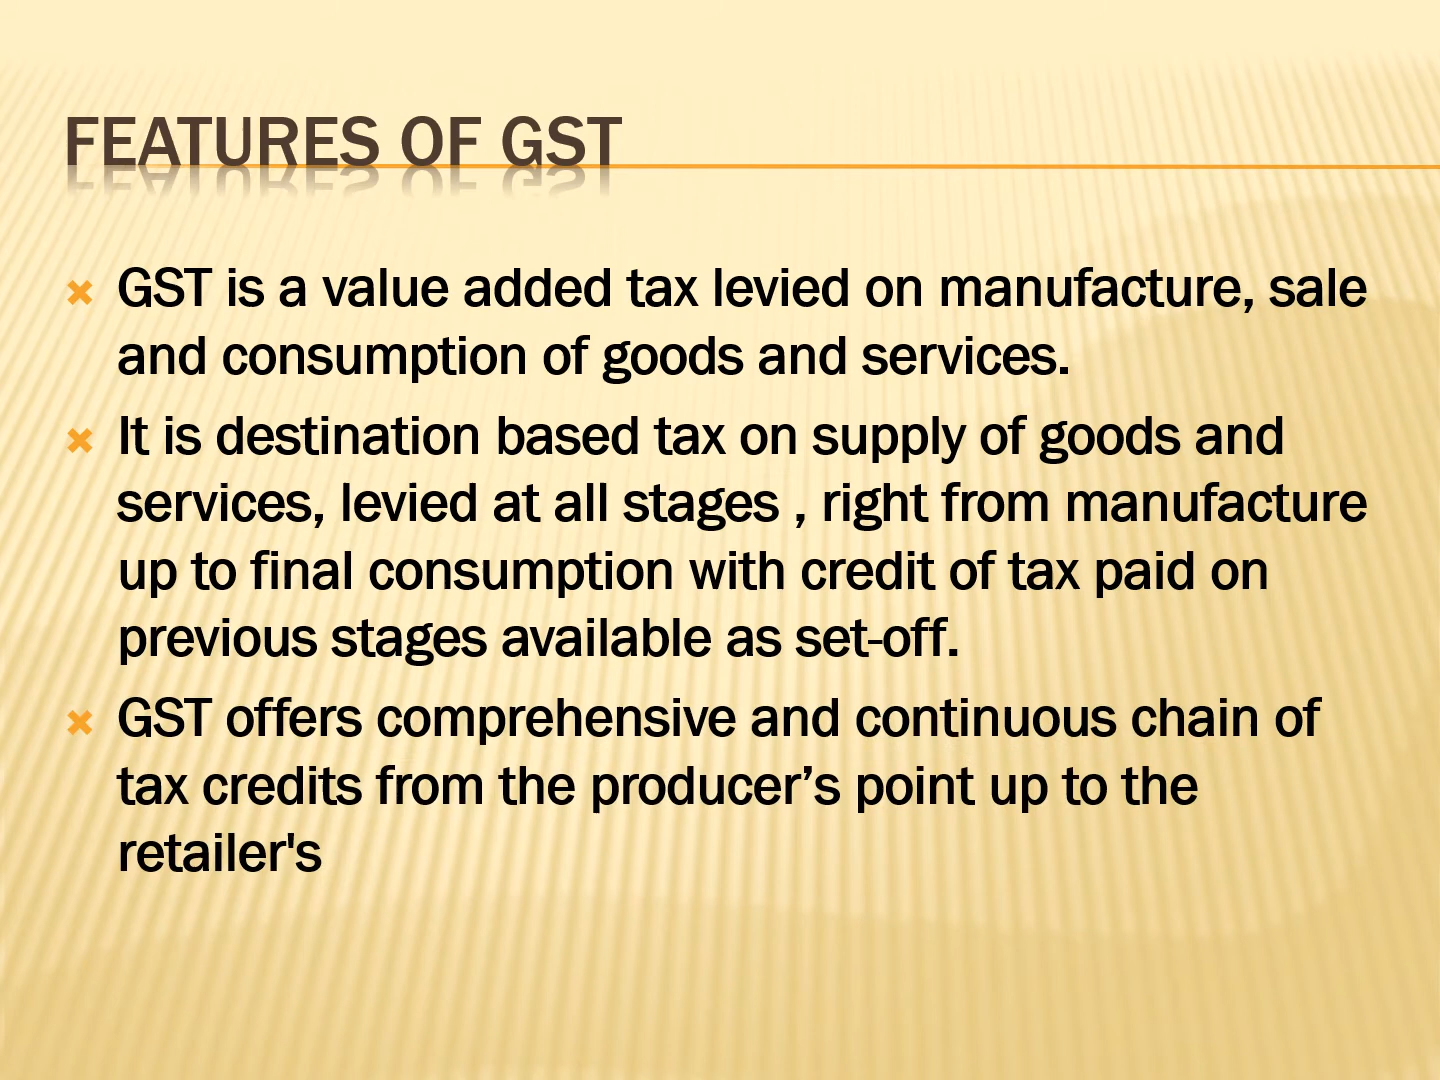 FEATURES OF GST
GST is a value added tax levied on manufacture, sale
and consumption of goods and services.
It is destination based tax on supply of goods and
services, levied at all stages , right from manufacture
up to final consumption with credit of tax paid on
previous stages available as set-off.
GST offers comprehensive and continuous chain of
tax credits from the producer’s point up to the
retailer's